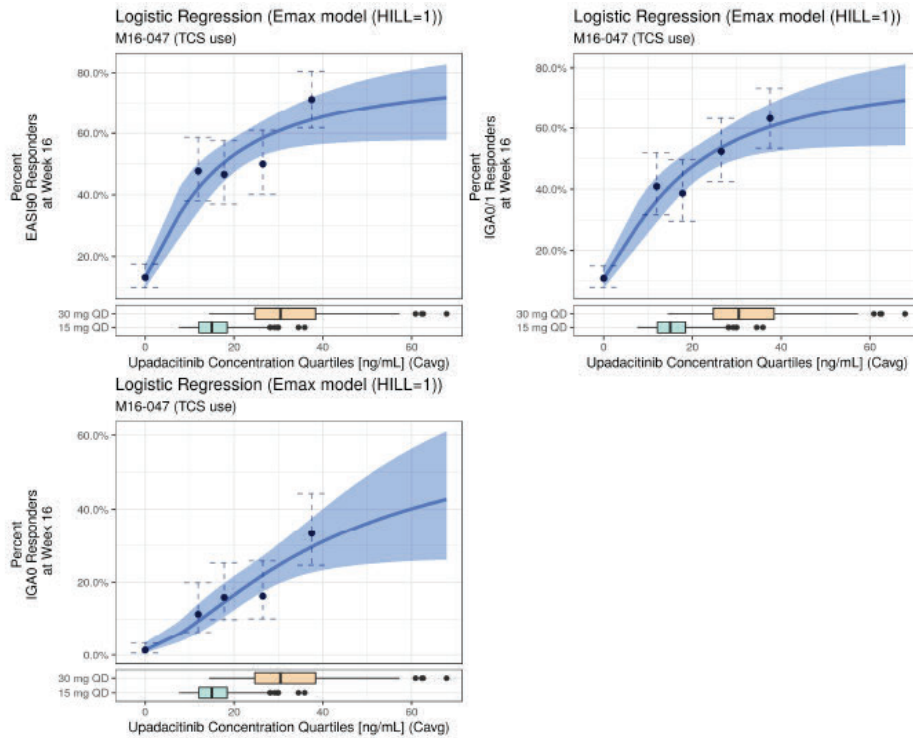 Logistic Regression (Emax model (HILL=1))
M16-047 (TCS use)
Percent
EASI90 Responders
at Week 16
80.0%
60.0%
40.0%
20.0%
30 mg QD
15 mg QD
0
20
40
60
Upadacitinib Concentration Quartiles [ng/mL] (Cavg)
Logistic Regression (Emax model (HILL=1))
M16-047 (TCS use)
Percent
IGA0/1 Responders
at Week 16
80.0%
60.0%
40.0%
20.0%
30 mg QD
15 mg QD
0
20
40
60
Upadacitinib Concentration Quartiles [ng/mL] (Cavg)
Logistic Regression (Emax model (HILL=1))
M16-047 (TCS use)
Percent
IGA0 Responders
at Week 16
60.0%
40.0%
20.0%
0.0%
30 mg QD
15 mg QD
0
20
40
60
Upadacitinib Concentration Quartiles [ng/mL] (Cavg)